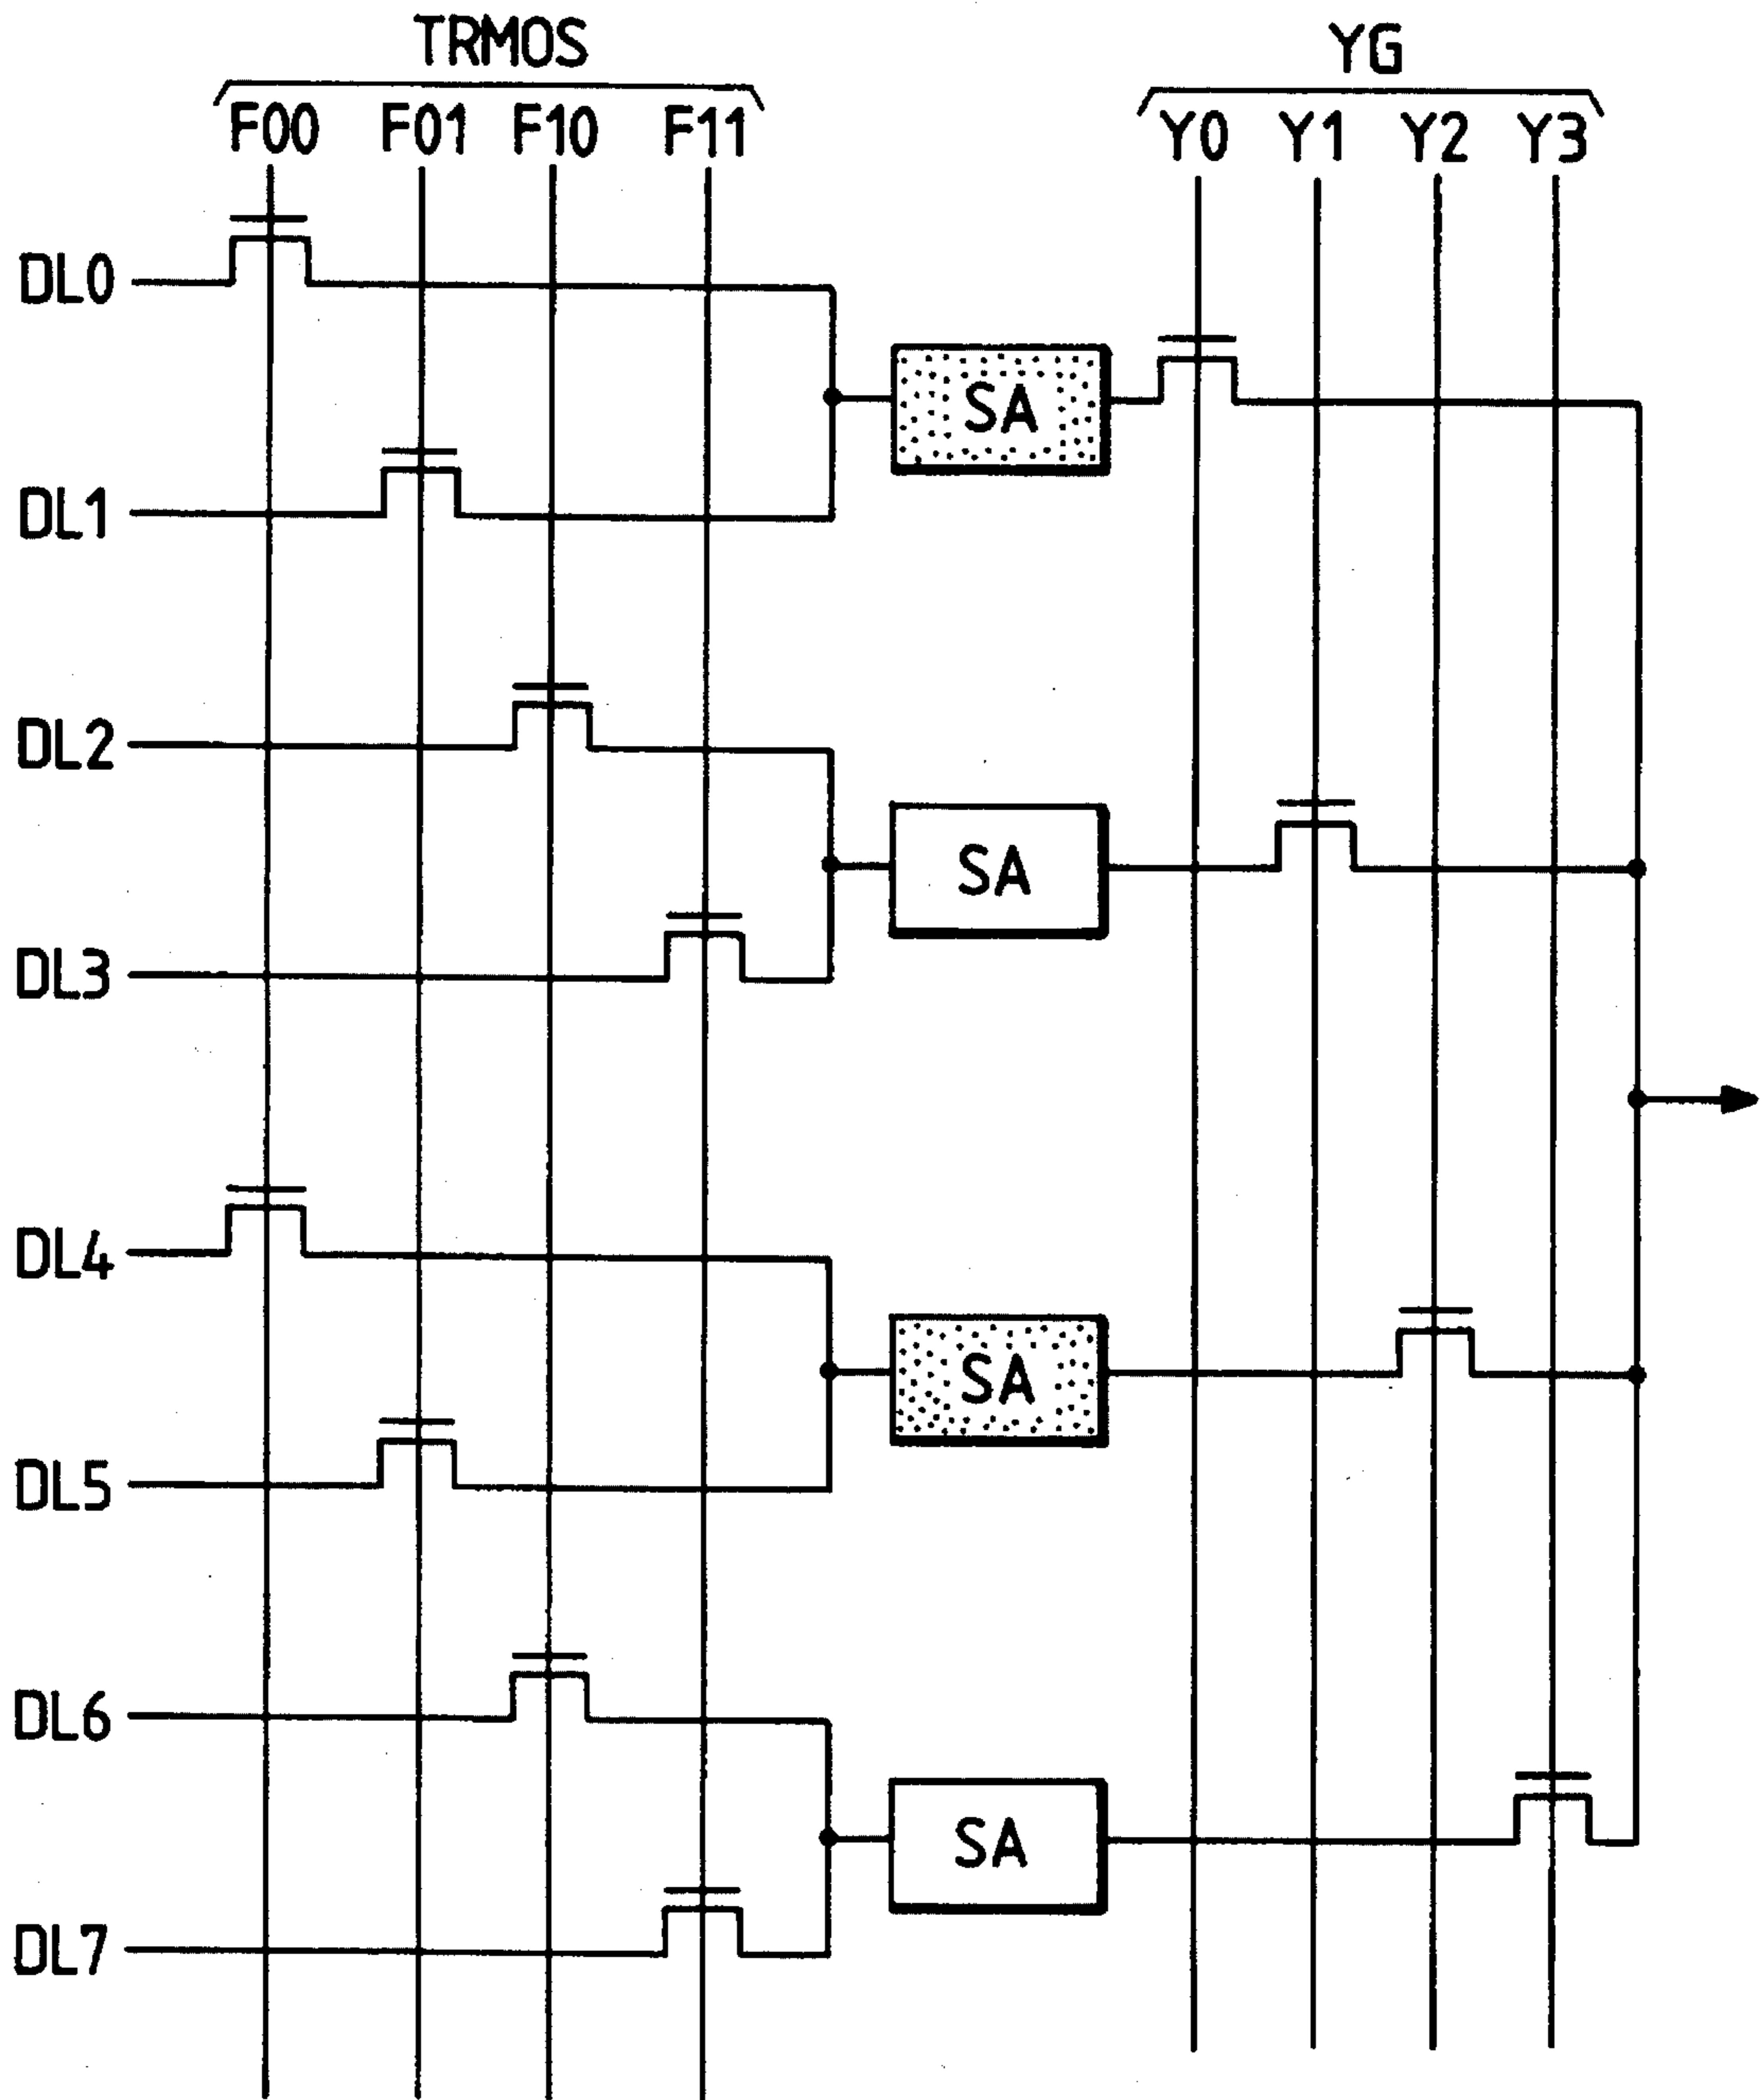 TRMOS YG
F00 F01 F10 F11 Y0 Y1 Y2 Y3
DL0
SA
DL1
DL2
SA
DL3
DL4
SA
DL5
DL6
SA
DL7